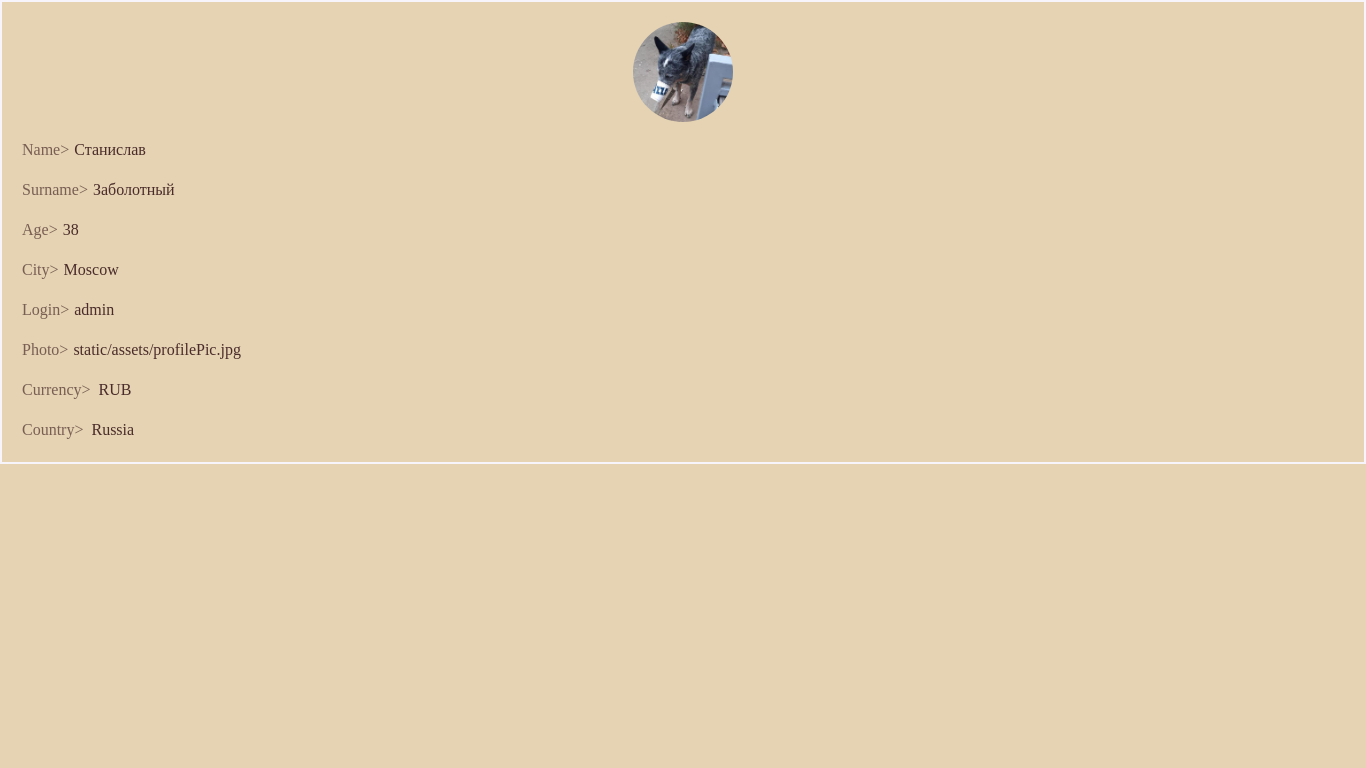 Name> Станислав
Surname> Заболотный
Age> 38
City> Moscow
Login> admin
Photo> static/assets/profilePic.jpg
Currency> RUB
Country> Russia